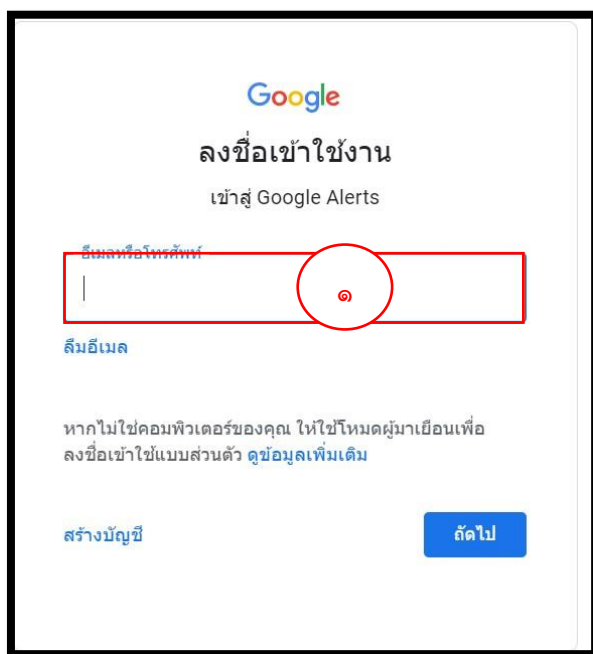 Google
ลงชื่อเข้าใช้งาน
เข้าสู่ Google Alerts
อีเมลหรือโทรศัพท์
๑
ลืมอีเมล
หากไม่ใช่คอมพิวเตอร์ของคุณ ให้ใช้โหมดผู้มาเยือนเพื่อ
ลงชื่อเข้าใช้แบบส่วนตัว ดูข้อมูลเพิ่มเติม
สร้างบัญชี
ถัดไป